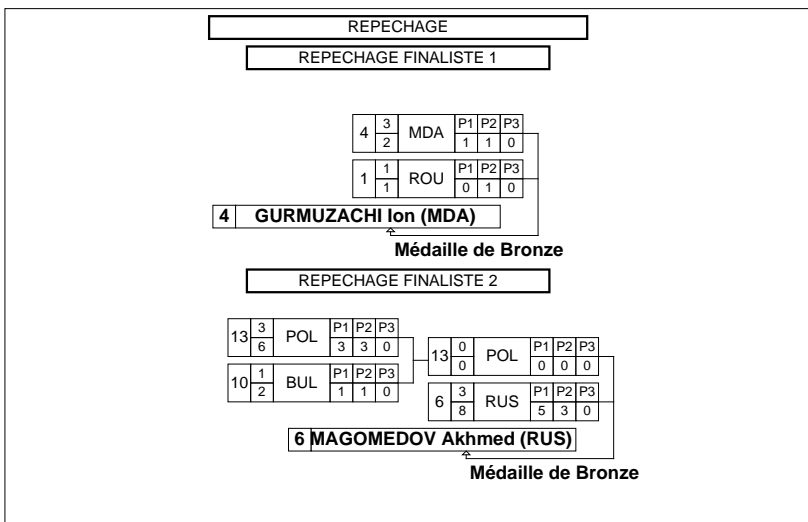 REPECHAGE
REPECHAGE FINALISTE 1
4 3 MDA P1 P2 P3
2 1 1 0
1 1 ROU P1 P2 P3
1 0 1 0
4 GURMUZACHI Ion (MDA)
Médaille de Bronze
REPECHAGE FINALISTE 2
13 3 POL P1 P2 P3
6 3 3 0
13 0 POL P1 P2 P3
0 0 0 0
10 1 BUL P1 P2 P3
2 1 1 0
6 3 RUS P1 P2 P3
8 5 3 0
6 MAGOMEDOV Akhmed (RUS)
Médaille de Bronze